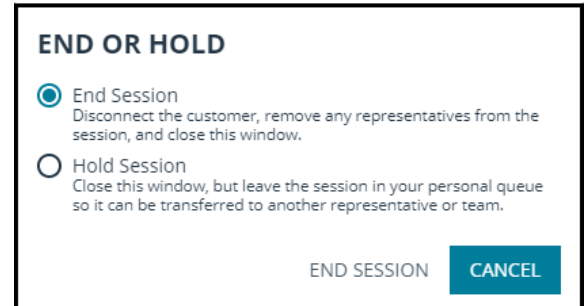 END OR HOLD
End Session
Disconnect the customer, remove any representatives from the
session, and close this window.
Hold Session
Close this window, but leave the session in your personal queue
so it can be transferred to another representative or team.
END SESSION CANCEL